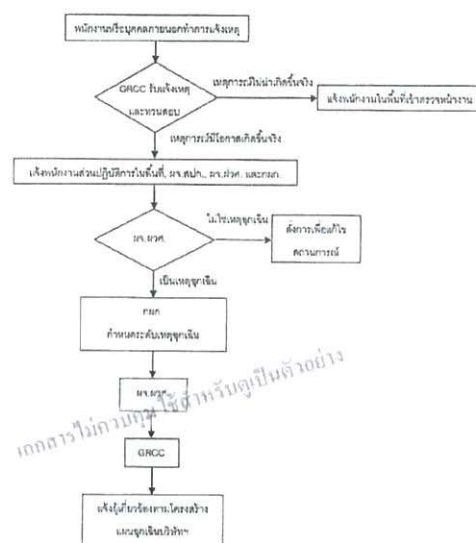 พนักงานหรือบุคคลภายนอกทำการแจ้งเหตุ
GRCC รับแจ้งเหตุ
และทวนสอบ
เหตุการณ์ไม่น่าเกิดขึ้นจริง
แจ้งพนักงานในพื้นที่เข้าตรวจหน้างาน
เหตุการณ์มีโอกาสเกิดขึ้นจริง
แจ้งพนักงานส่วนปฏิบัติการในพื้นที่, ผจ.สปก., ผจ.ฝวศ. และกผก.
ผจ.ฝวศ.
ไม่ใช่เหตุฉุกเฉิน
สั่งการเพื่อแก้ไข
สถานการณ์
เป็นเหตุฉุกเฉิน
กผก
กำหนดระดับเหตุฉุกเฉิน
ผจ.ฝวศ.
เอกสารไม่ควบคุม ใช้สำหรับดูเป็นตัวอย่าง
GRCC
แจ้งผู้เกี่ยวข้องตามโครงสร้าง
แผนฉุกเฉินบริษัทฯ